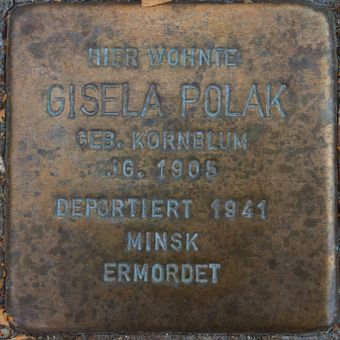 HIER WOHNTE
GISELA POLAK
GEB. KORNBLUM
JG. 1905
DEPORTIERT 1941
MINSK
ERMORDET